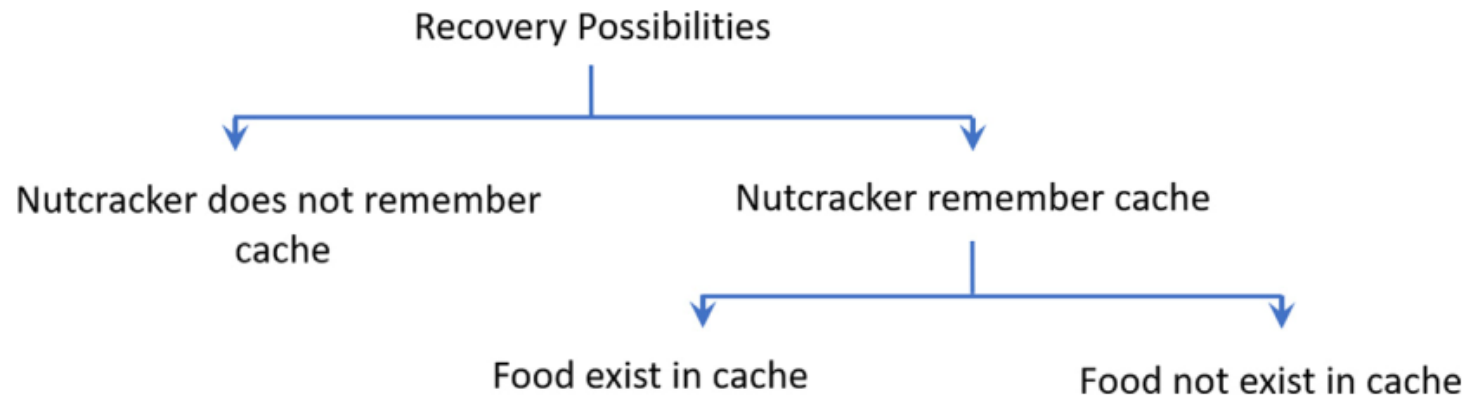 Recovery Possibilities
Nutcracker does not remember
cache
Nutcracker remember cache
Food exist in cache
Food not exist in cache